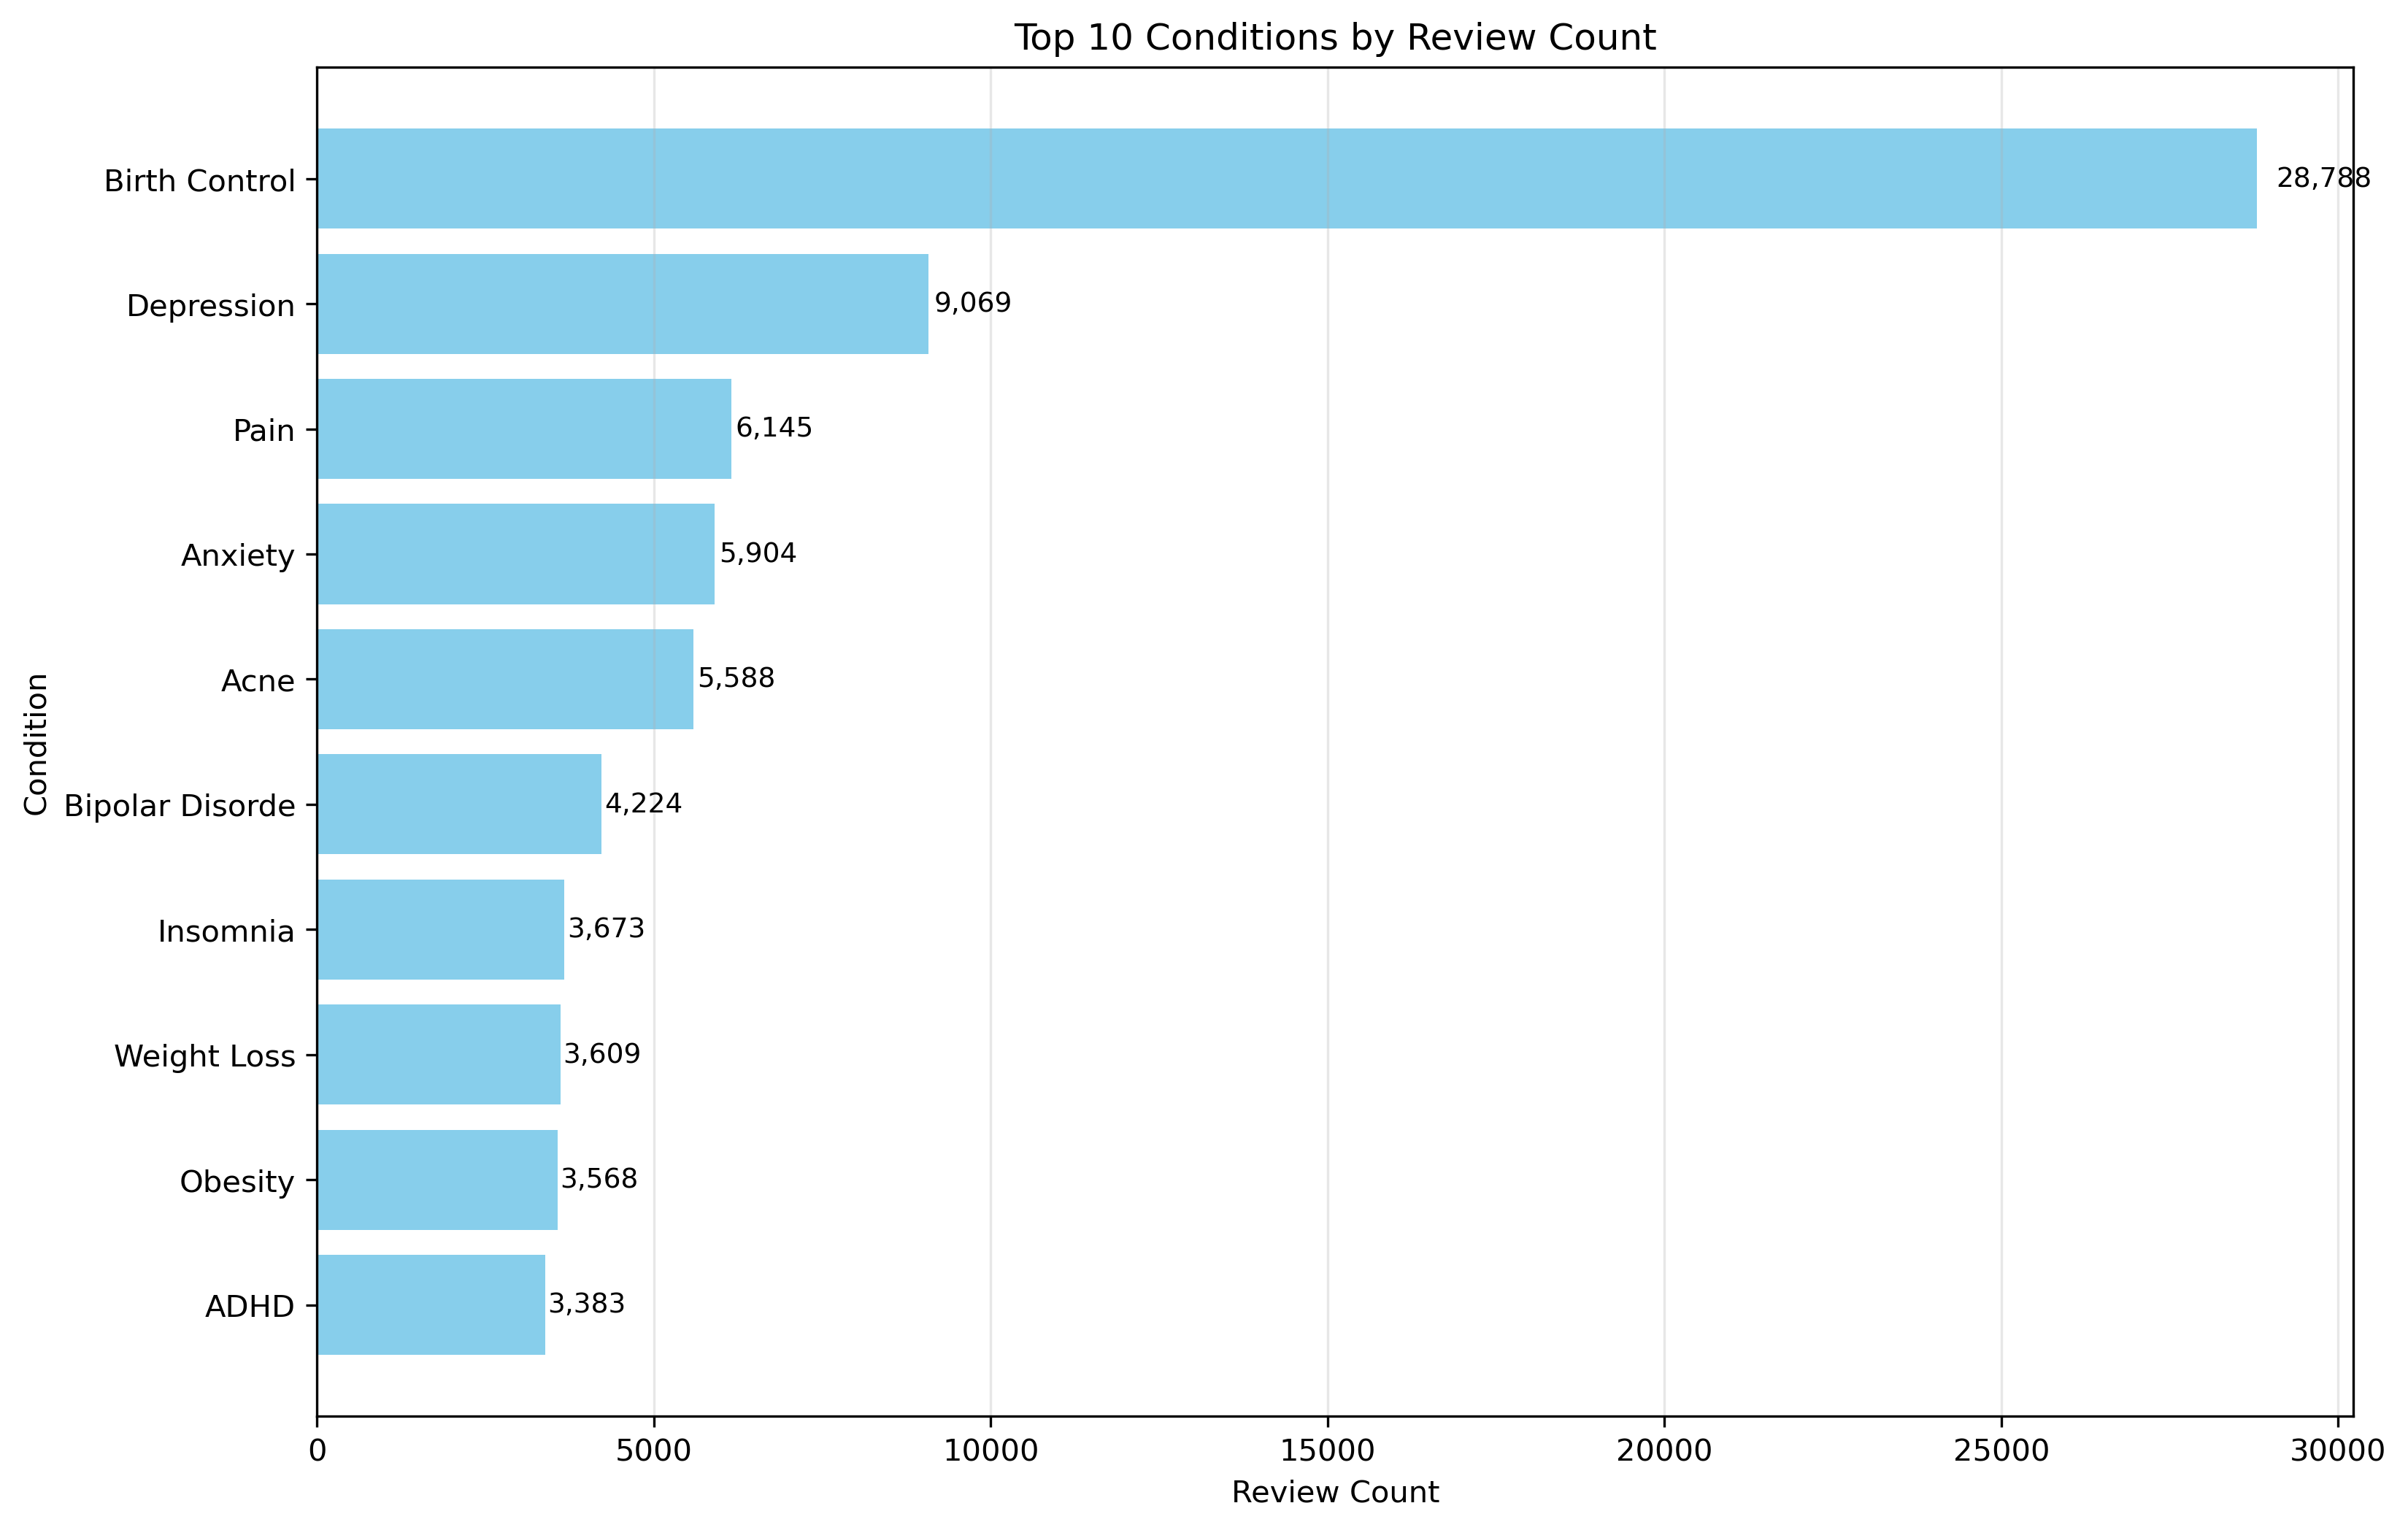 Top 10 Conditions by Review Count
Birth Control 28,788
Depression 9,069
Pain 6,145
Anxiety 5,904
Acne 5,588
Bipolar Disorde 4,224
Insomnia 3,673
Weight Loss 3,609
Obesity 3,568
ADHD 3,383
Condition
0 5000 10000 15000 20000 25000 30000
Review Count